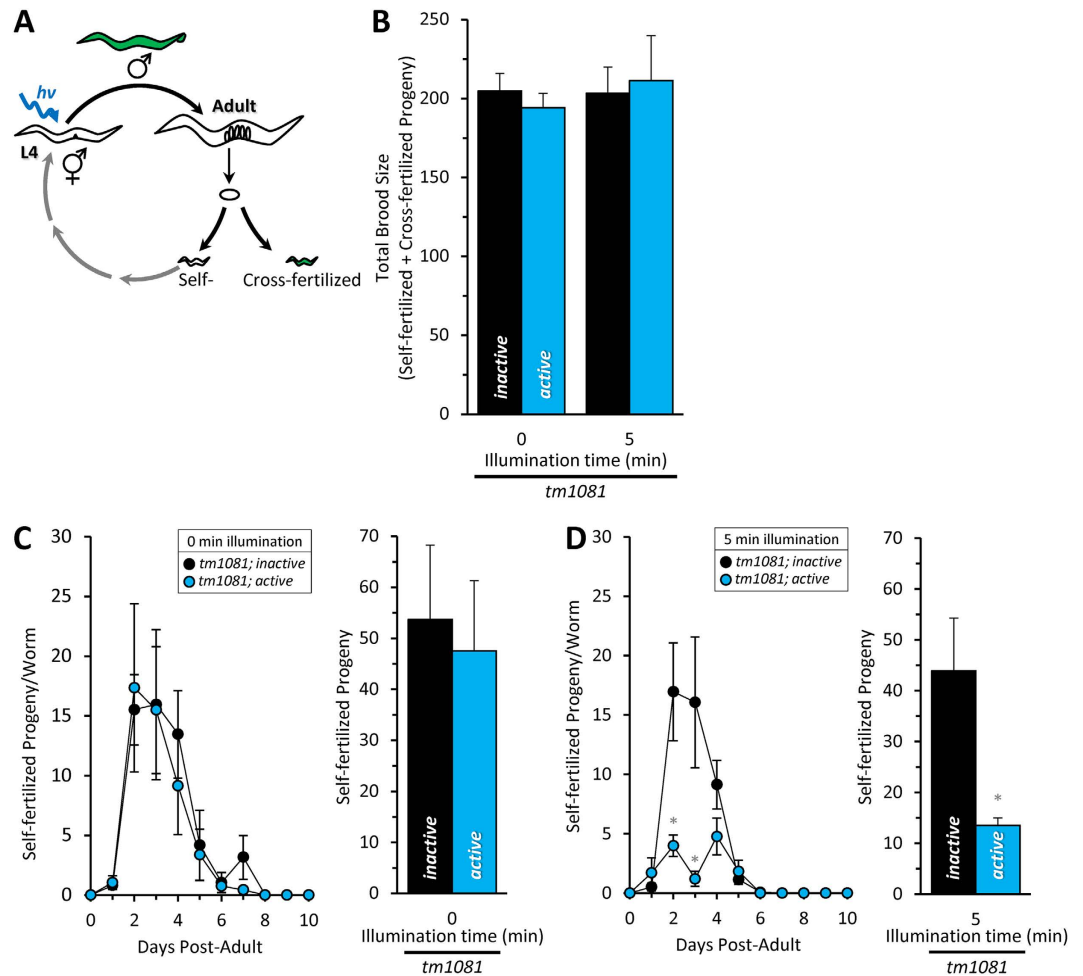 A
hv
L4
Adult
Self-
Cross-fertilized
B
Total Brood Size
(Self-fertilized + Cross-fertilized Progeny)
250
200
150
100
50
0
inactive
active
0 5
Illumination time (min)
tm1081
C
Self-fertilized Progeny/Worm
30
25
20
15
10
5
0
0 min illumination
tm1081; inactive
tm1081; active
0 2 4 6 8 10
Days Post-Adult
Self-fertilized Progeny
70
60
50
40
30
20
10
0
inactive
active
0
Illumination time (min)
tm1081
D
Self-fertilized Progeny/Worm
30
25
20
15
10
5
0
5 min illumination
tm1081; inactive
tm1081; active
*
*
0 2 4 6 8 10
Days Post-Adult
Self-fertilized Progeny
70
60
50
40
30
20
10
0
*
inactive
active
5
Illumination time (min)
tm1081